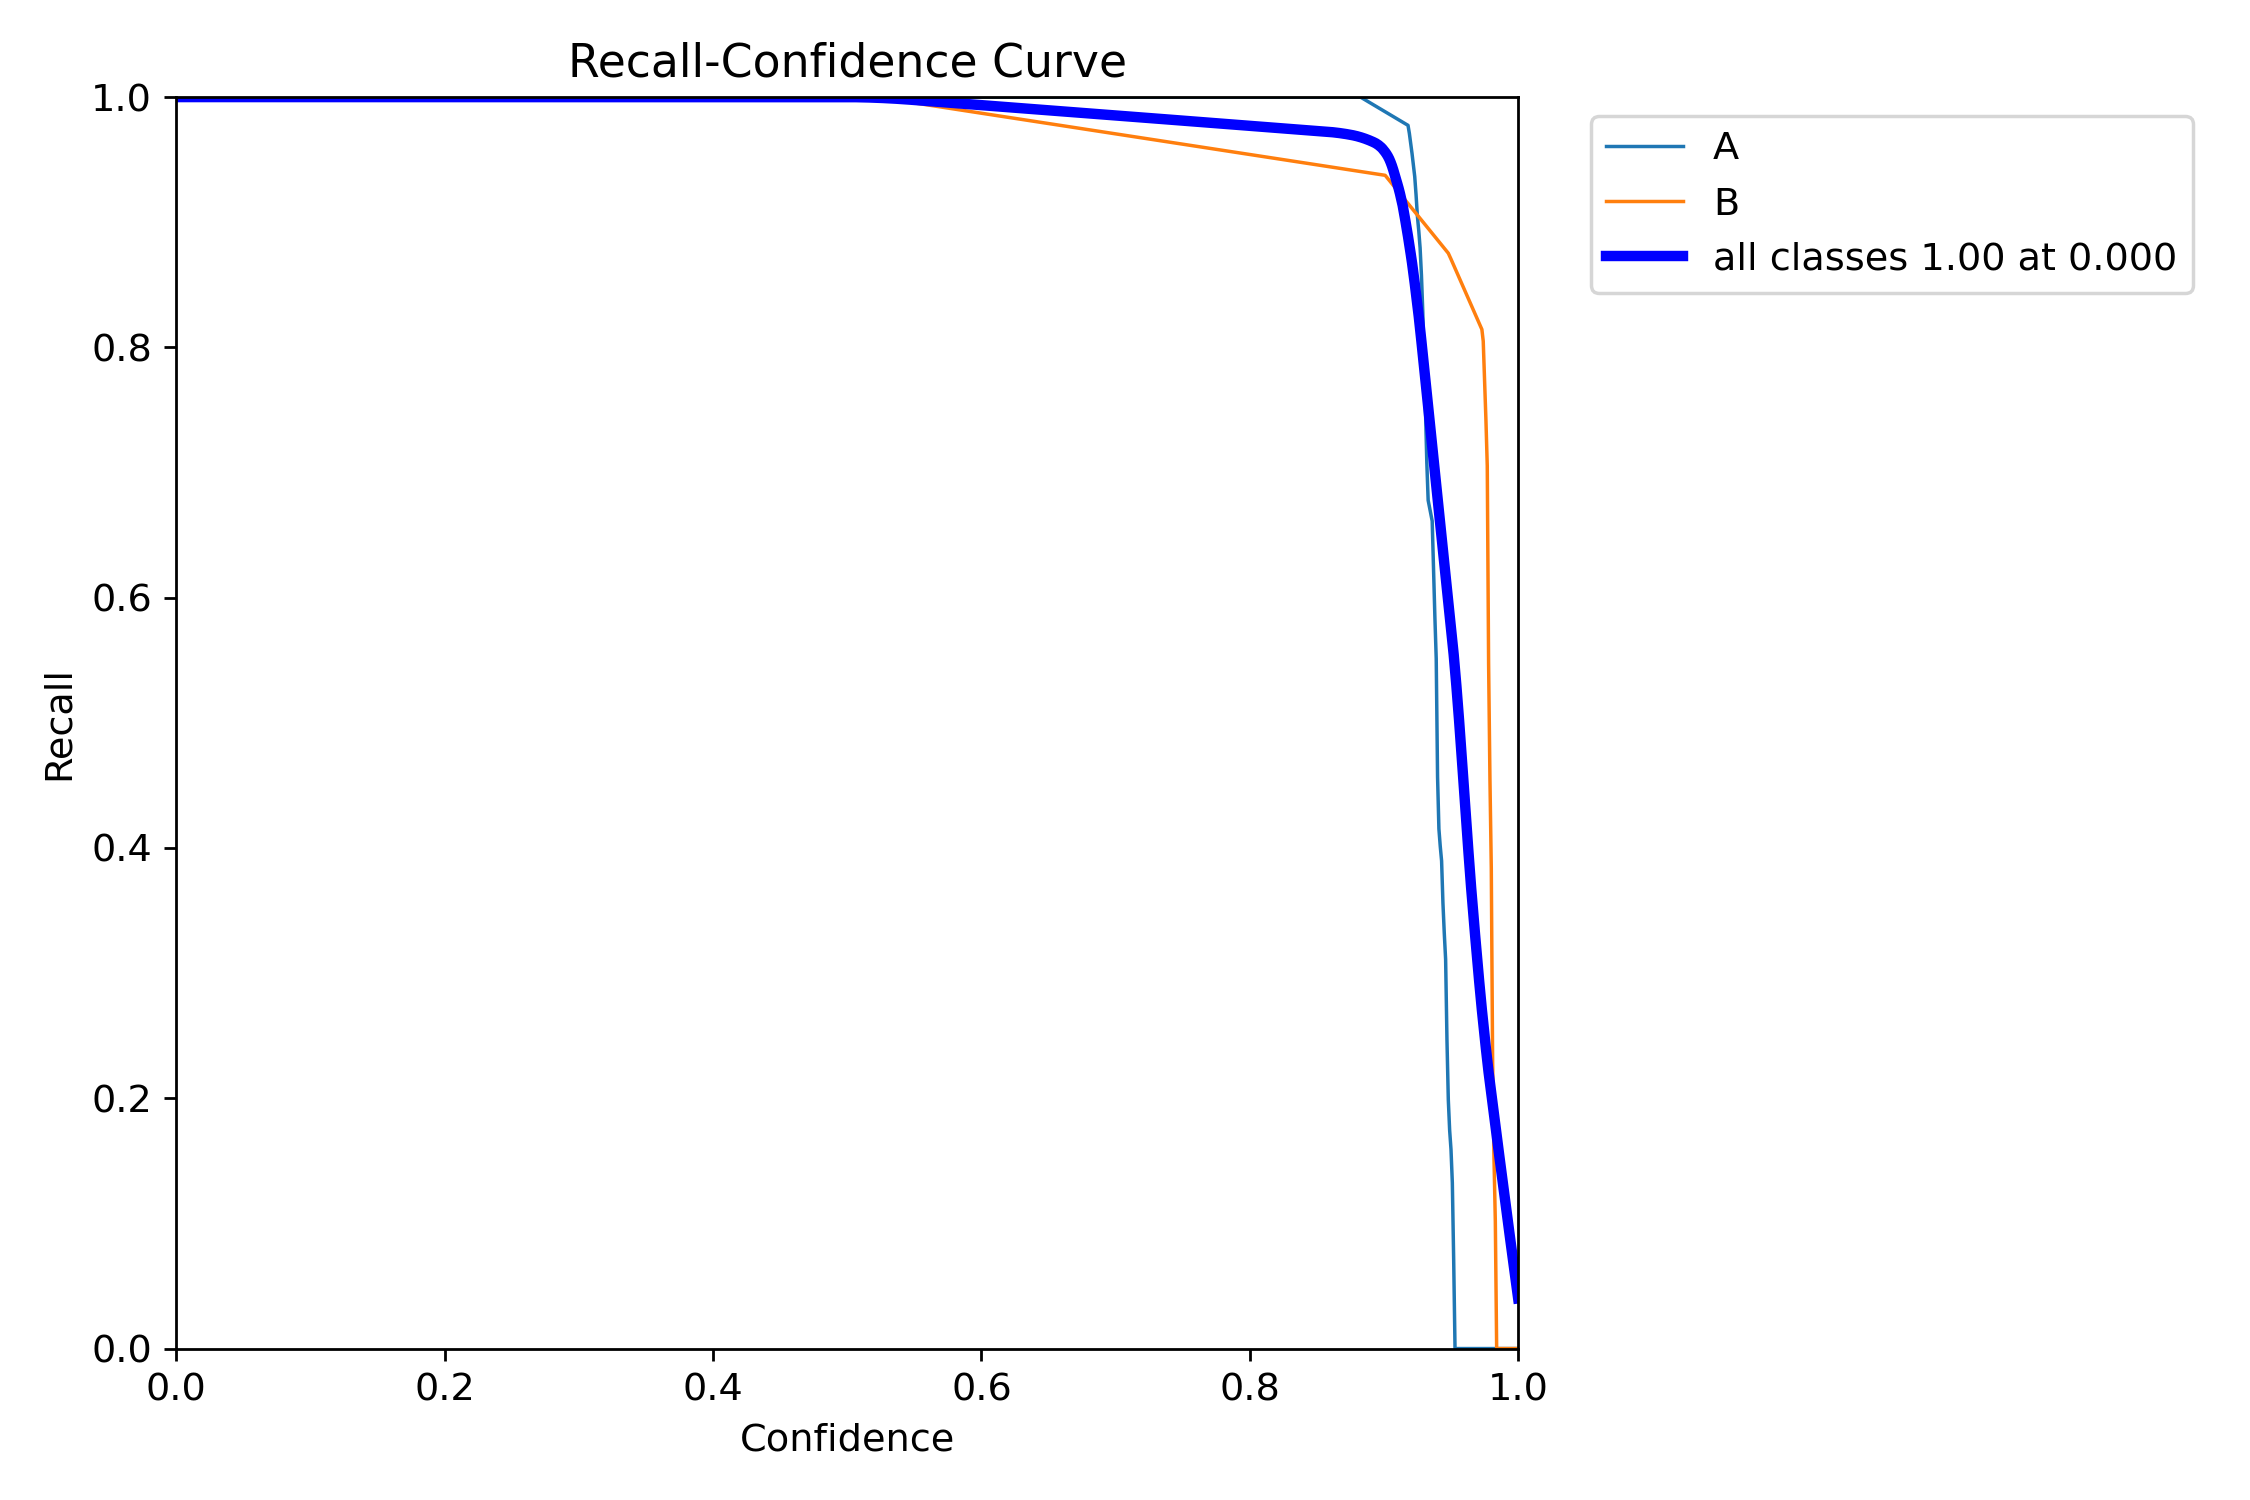 Recall-Confidence Curve
1.0
0.8
0.6
0.4
0.2
0.0
Recall
0.0 0.2 0.4 0.6 0.8 1.0
Confidence
A
B
all classes 1.00 at 0.000